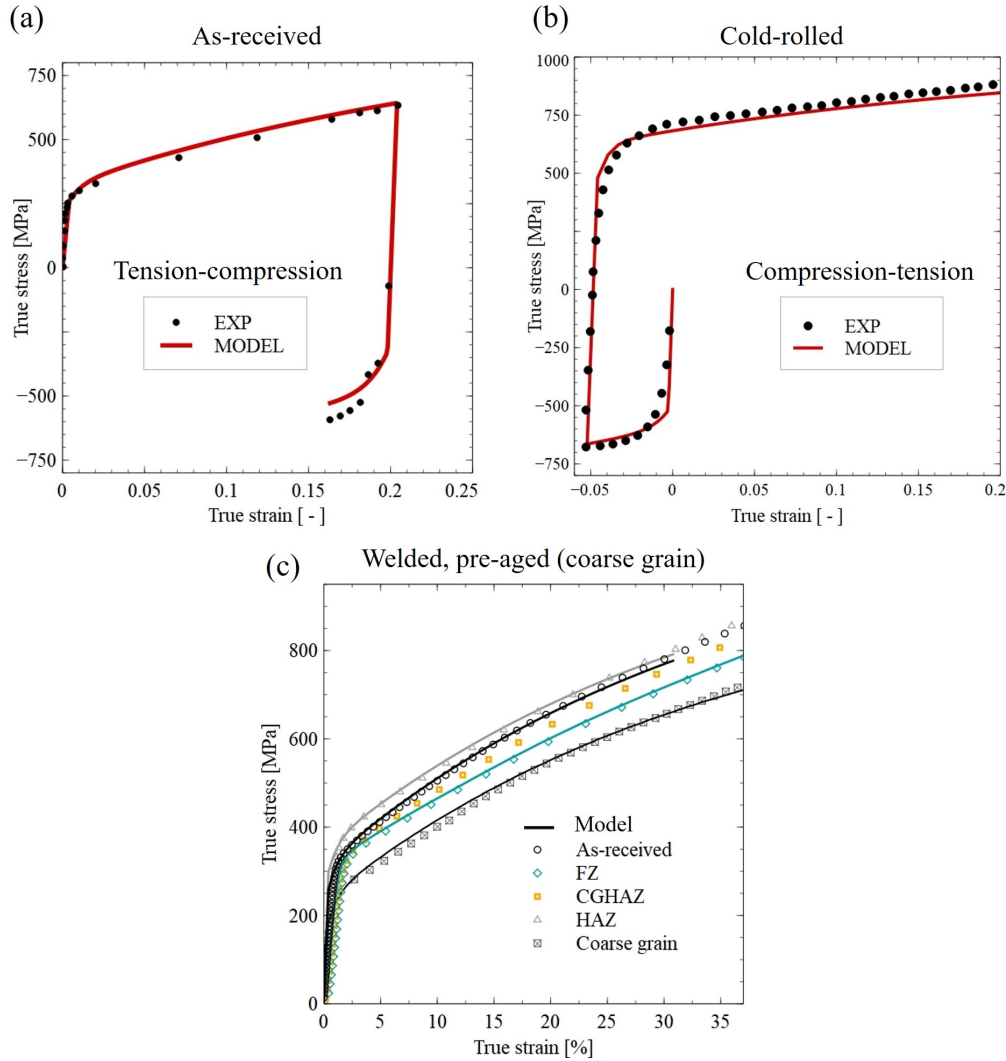 (a)
As-received
750
500
250
0
−250
−500
−750
True stress [MPa]
Tension-compression
EXP
MODEL
0
0.05
0.1
0.15
0.2
0.25
True strain [ - ]
(b)
Cold-rolled
1000
750
500
250
0
−250
−500
−750
True stress [MPa]
Compression-tension
EXP
MODEL
−0.05
0
0.05
0.1
0.15
0.2
True strain [ - ]
(c)
Welded, pre-aged (coarse grain)
800
600
400
200
0
True stress [MPa]
Model
As-received
FZ
CGHAZ
HAZ
Coarse grain
0
5
10
15
20
25
30
35
True strain [%]